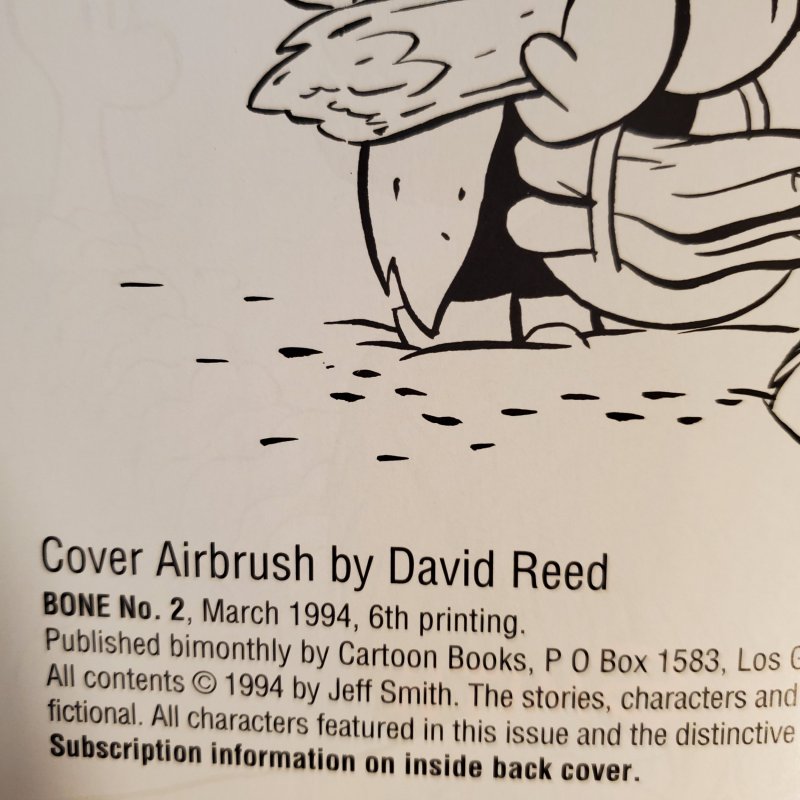 Cover Airbrush by David Reed
BONE No. 2, March 1994, 6th printing.
Published bimonthly by Cartoon Books, P O Box 1583, Los
All contents © 1994 by Jeff Smith. The stories, characters and
fictional. All characters featured in this issue and the distinctive
Subscription information on inside back cover.